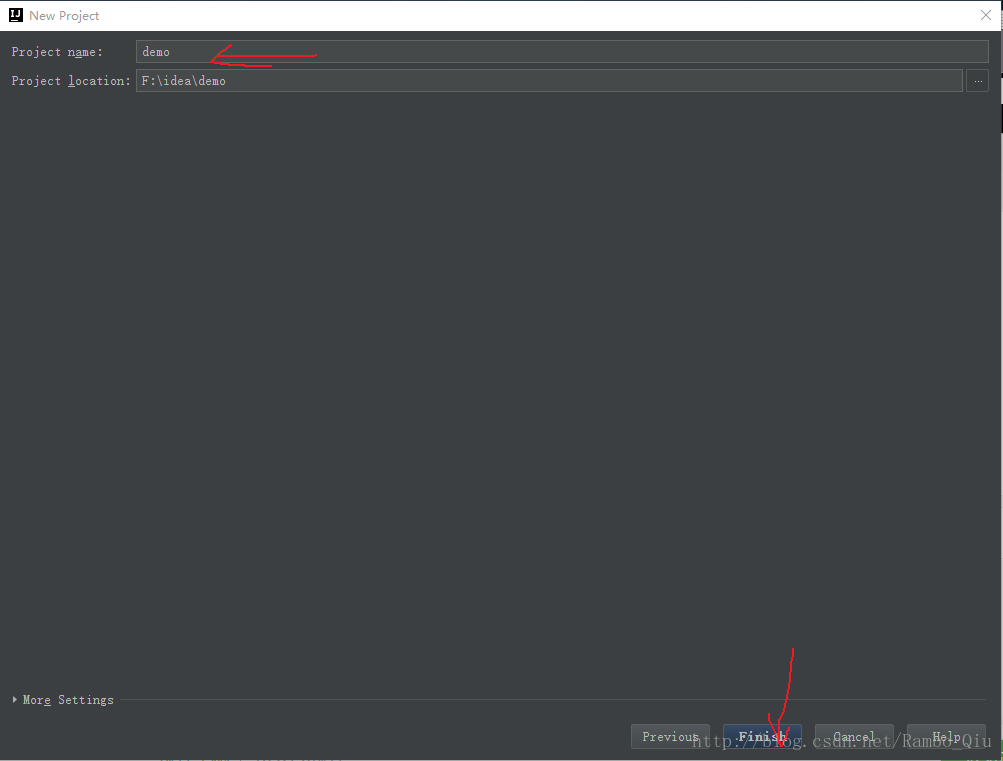 IJ New Project
Project name: demo
Project location: F:\idea\demo ...
More Settings
Previous Finish Cancel Help
http://blog.csdn.net/Rambo_Qiu